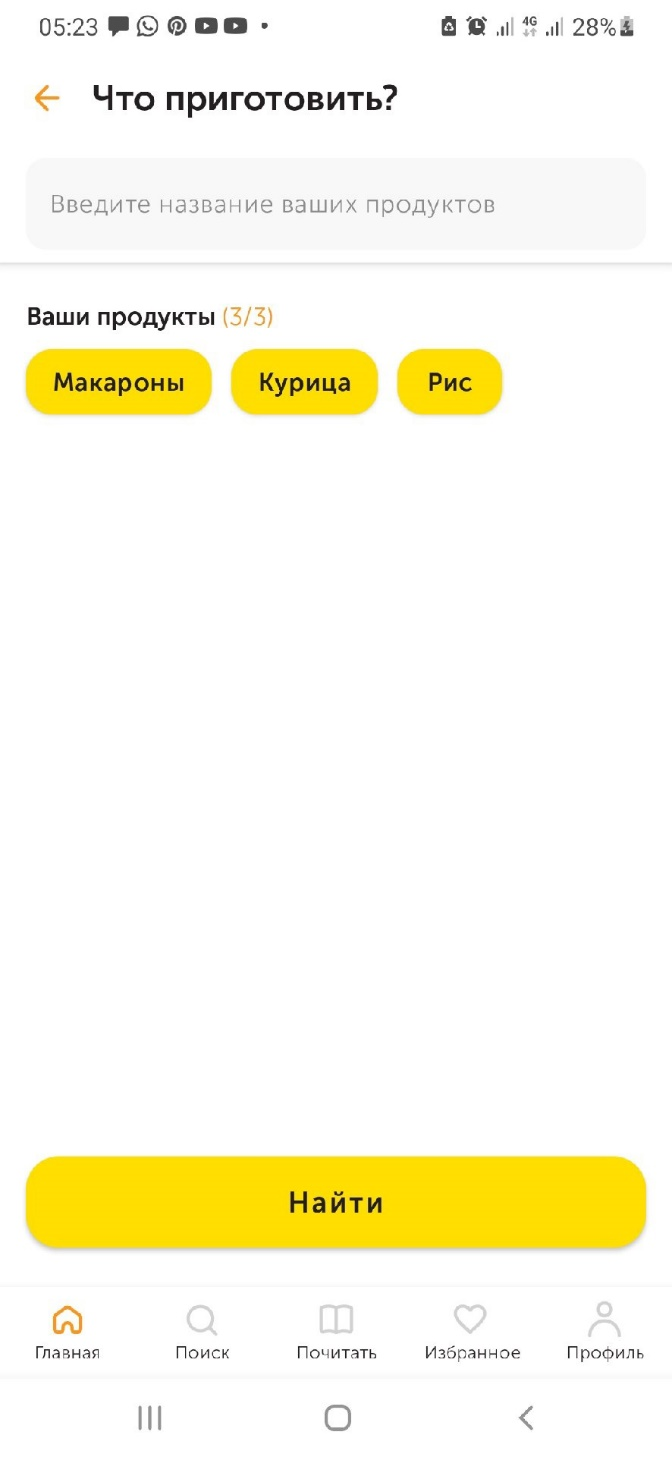 05:23 4G 28%
Что приготовить?
Введите название ваших продуктов
Ваши продукты (3/3)
Макароны Курица Рис
Найти
Главная Поиск Почитать Избранное Профиль